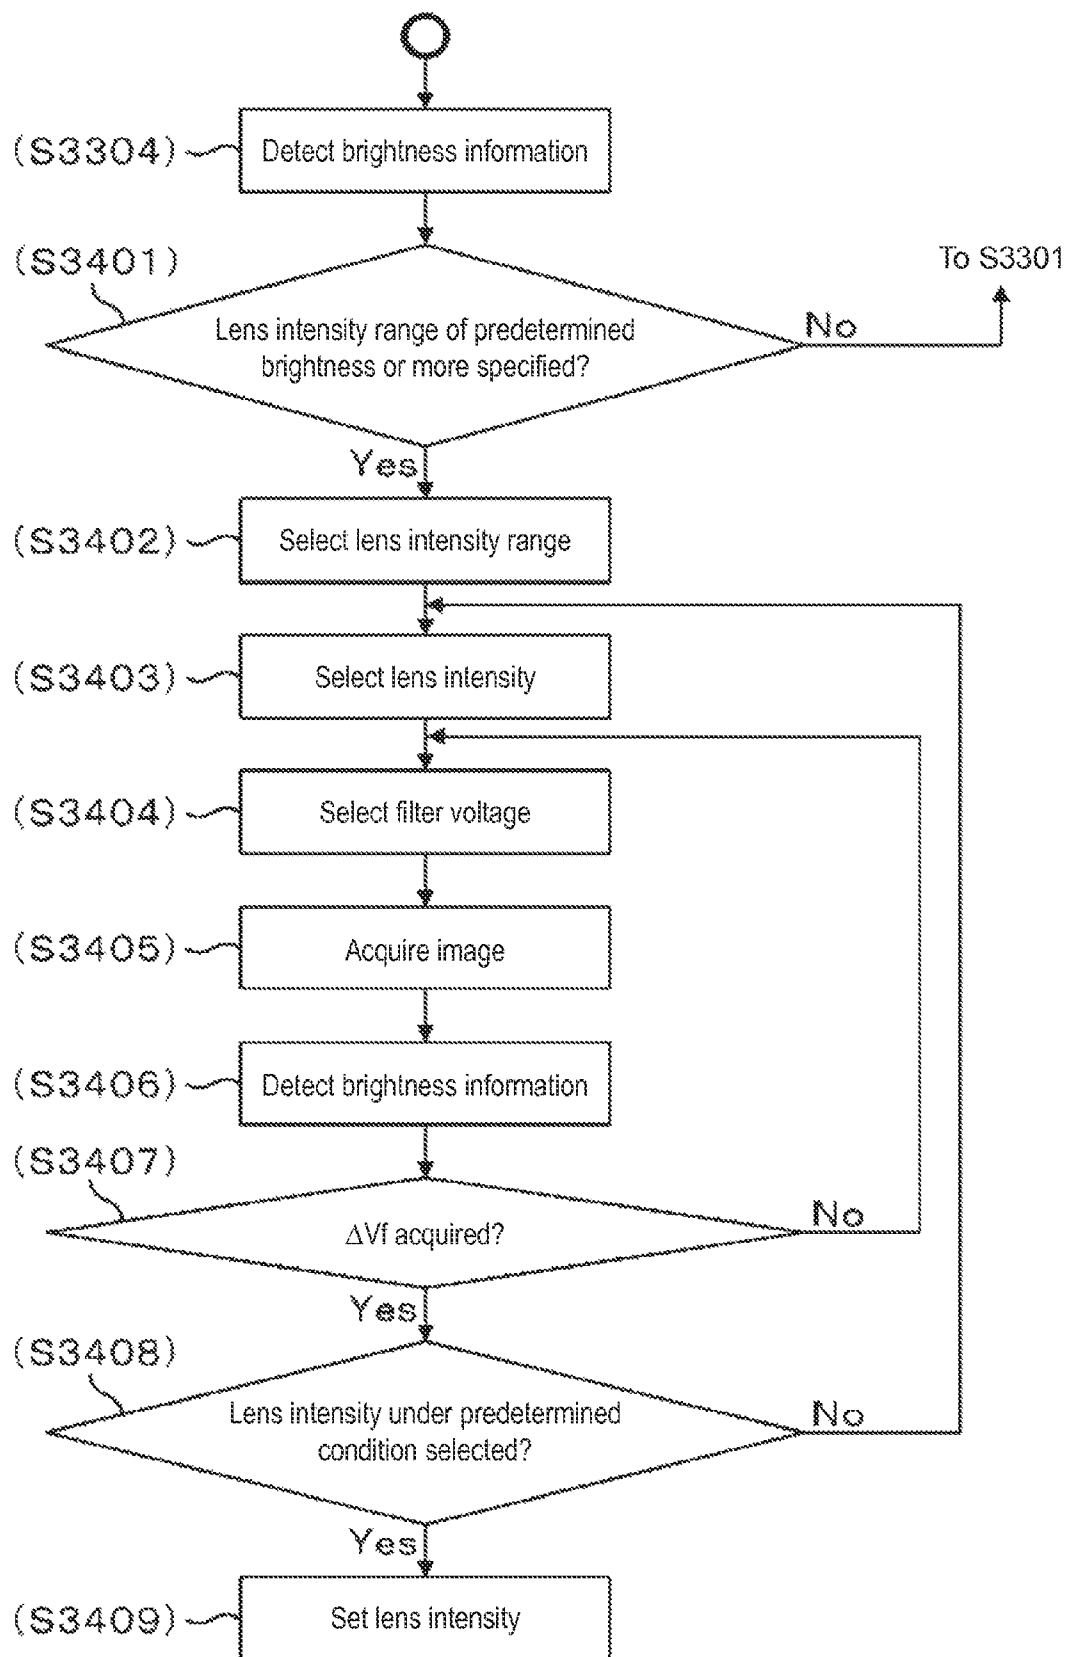 (S3304)
Detect brightness information
(S3401)
To S3301
Lens intensity range of predetermined
brightness or more specified?
No
Yes
(S3402)
Select lens intensity range
(S3403)
Select lens intensity
(S3404)
Select filter voltage
(S3405)
Acquire image
(S3406)
Detect brightness information
(S3407)
ΔVf acquired?
No
Yes
(S3408)
Lens intensity under predetermined
condition selected?
No
Yes
(S3409)
Set lens intensity